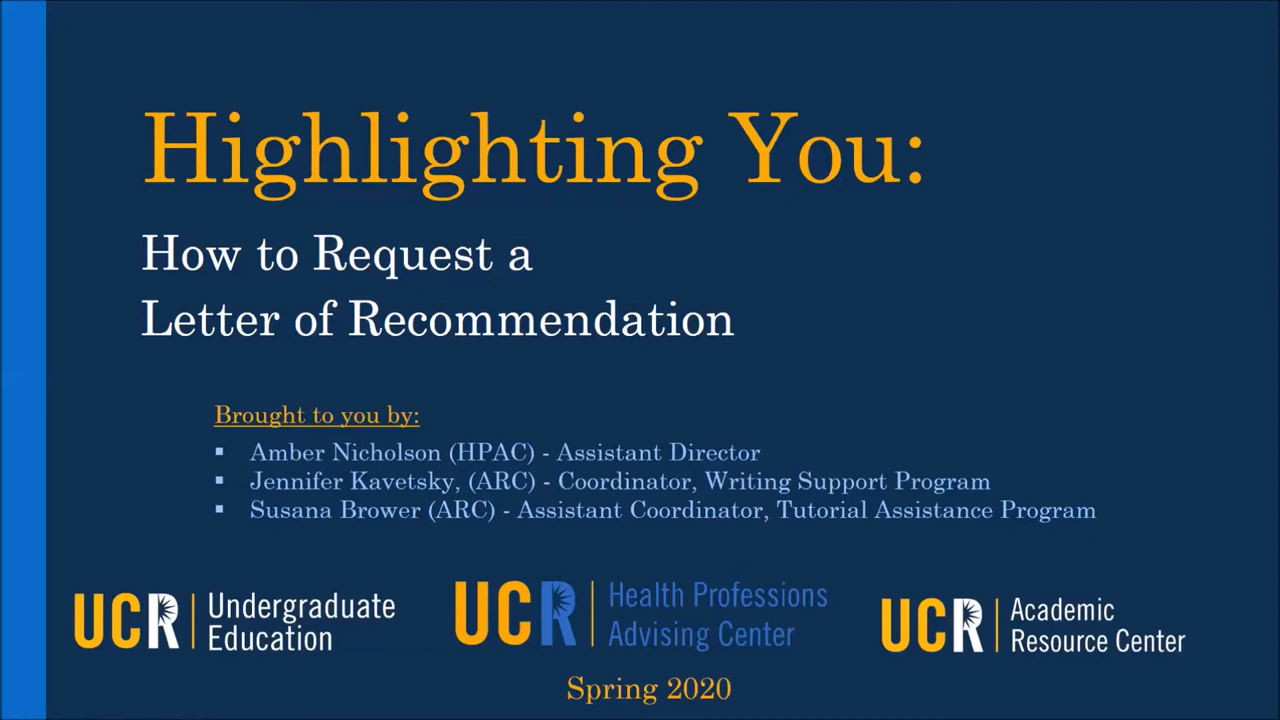 Highlighting You:
How to Request a
Letter of Recommendation
Brought to you by:
▪ Amber Nicholson (HPAC) - Assistant Director
▪ Jennifer Kavetsky, (ARC) - Coordinator, Writing Support Program
▪ Susana Brower (ARC) - Assistant Coordinator, Tutorial Assistance Program
UCR | Undergraduate
Education
UCR | Health Professions
Advising Center
UCR | Academic
Resource Center
Spring 2020